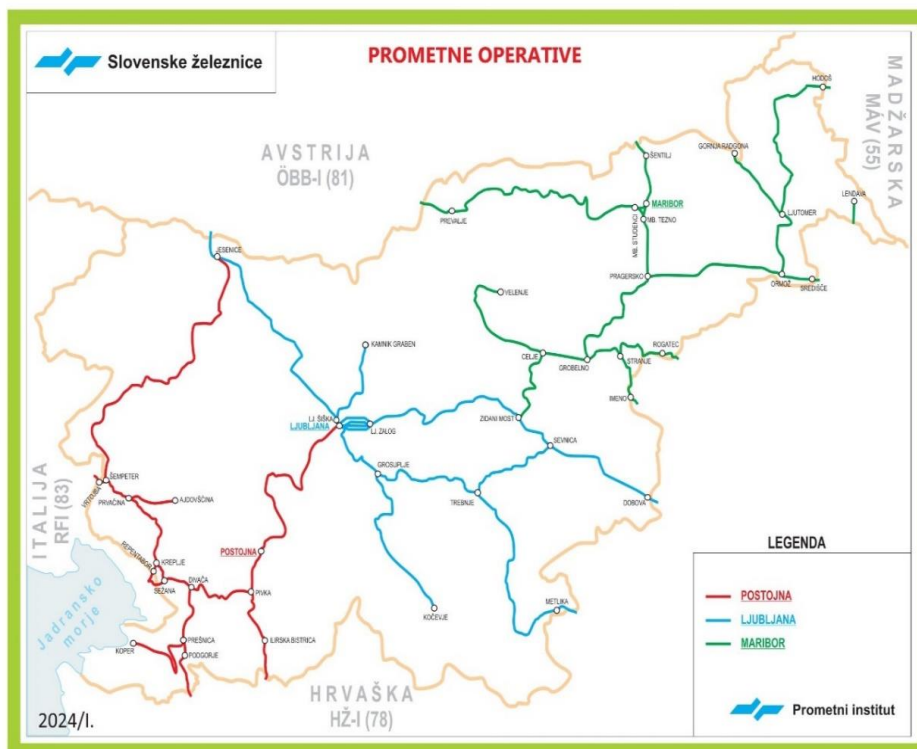 Slovenske železnice
PROMETNE OPERATIVE
MADŽARSKA
MÁV (55)
AVSTRIJA
ÖBB-I (81)
HODOŠ
ŠENTILJ
GORNJA RADGONA
LENDAVA
PREVALJE
MARIBOR
MB. TEZNO
MB. STUDENCI
LJUTOMER
JESENICE
PRAGERSKO
ORMOŽ
SREDIŠČE
VELENJE
KAMNIK GRABEN
CELJE
GROBELNO
STRANJE
ROGATEC
IMENO
LJ. ŠIŠKA
LJUBLJANA
LJ. ZALOG
ZIDANI MOST
SEVNICA
GROSUPLJE
TREBNJE
DOBOVA
ITALIJA
RFI (83)
VRTOJBA
ŠEMPETER
PRVAČINA
AJDOVŠČINA
REPENTABOR
KREPLJE
SEŽANA
DIVAČA
POSTOJNA
PIVKA
KOČEVJE
METLIKA
Jadransko
morje
KOPER
PREŠNICA
PODGORJE
ILIRSKA BISTRICA
HRVAŠKA
HŽ-I (78)
LEGENDA
POSTOJNA
LJUBLJANA
MARIBOR
Prometni institut
2024/I.